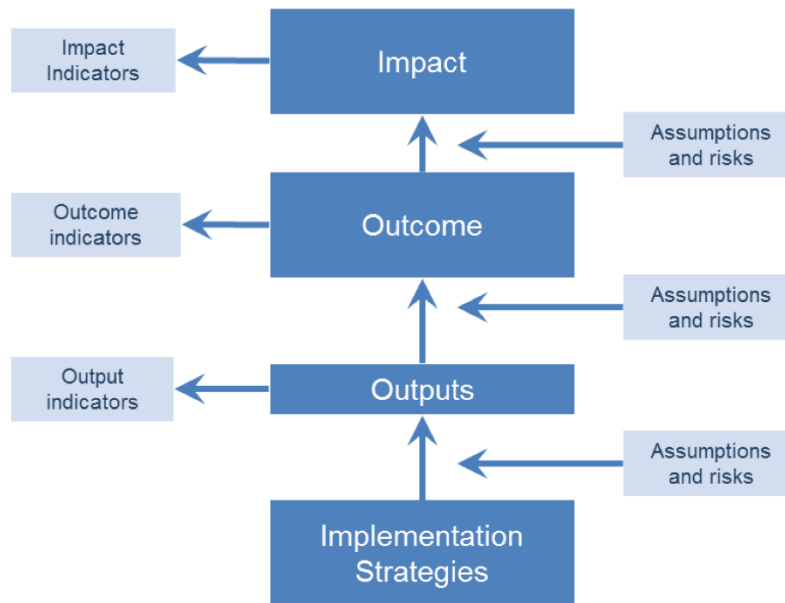 Impact
Indicators
Impact
Assumptions
and risks
Outcome
indicators
Outcome
Assumptions
and risks
Output
indicators
Outputs
Assumptions
and risks
Implementation
Strategies